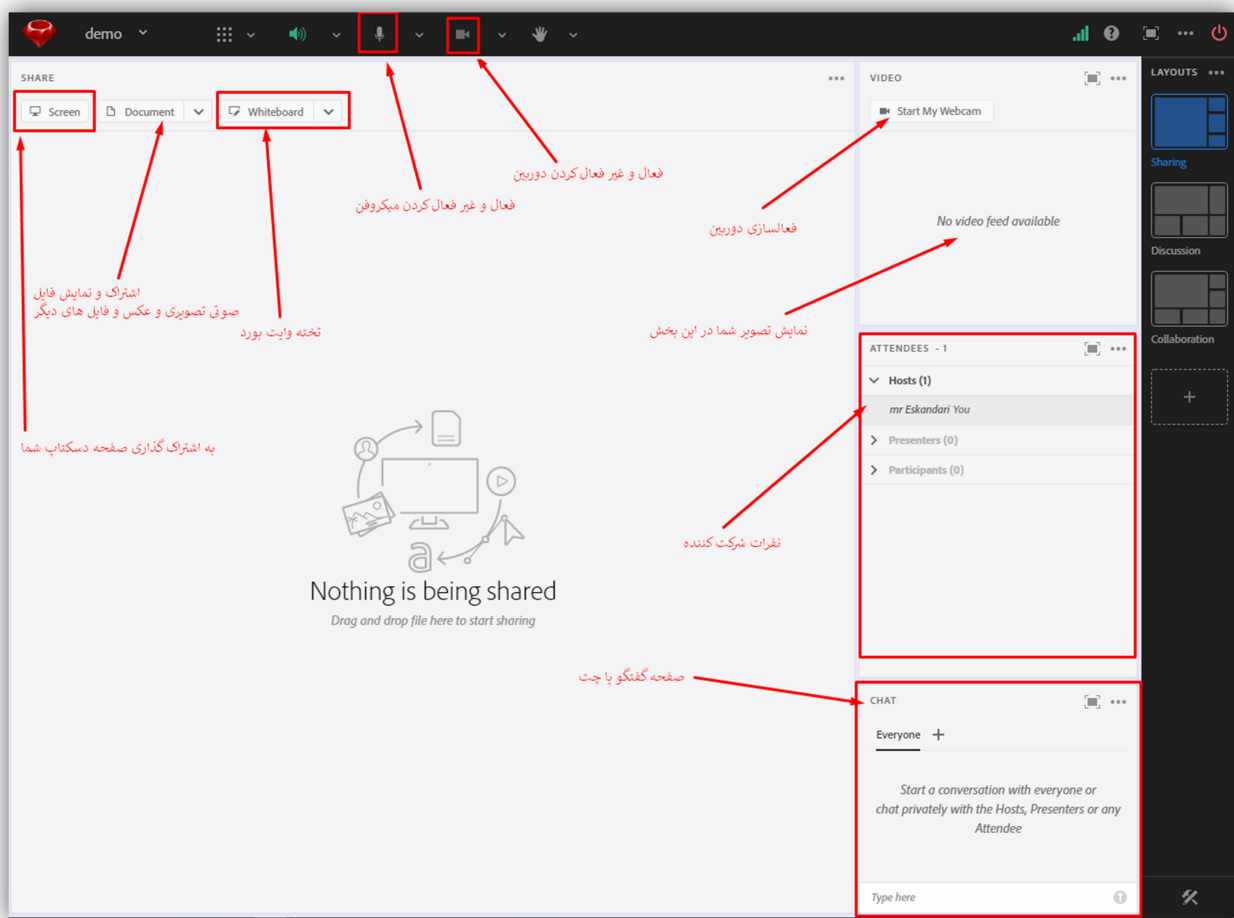 demo
SHARE
Screen
Document
Whiteboard
فعال و غیر فعال کردن دوربین
فعال و غیر فعال کردن میکروفن
اشتراک و نمایش فایل
صوتی تصویری و عکس و فایل های دیگر
تخته وایت بورد
به اشتراک گذاری صفحه دسکتاپ شما
Nothing is being shared
Drag and drop file here to start sharing
VIDEO
Start My Webcam
فعالسازی دوربین
No video feed available
نمایش تصویر شما در این بخش
ATTENDEES - 1
Hosts (1)
mr Eskandari You
Presenters (0)
Participants (0)
نفرات شرکت کننده
صفحه گفتگو یا چت
CHAT
Everyone
Start a conversation with everyone or
chat privately with the Hosts, Presenters or any
Attendee
Type here
LAYOUTS
Sharing
Discussion
Collaboration